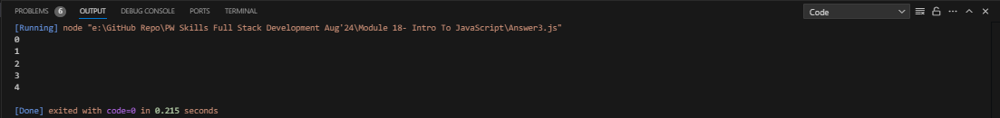 PROBLEMS 6 OUTPUT DEBUG CONSOLE PORTS TERMINAL Code
[Running] node "e:\GitHub Repo\PW Skills Full Stack Development Aug'24\Module 18- Intro To JavaScript\Answer3.js"
0
1
2
3
4
[Done] exited with code=0 in 0.215 seconds